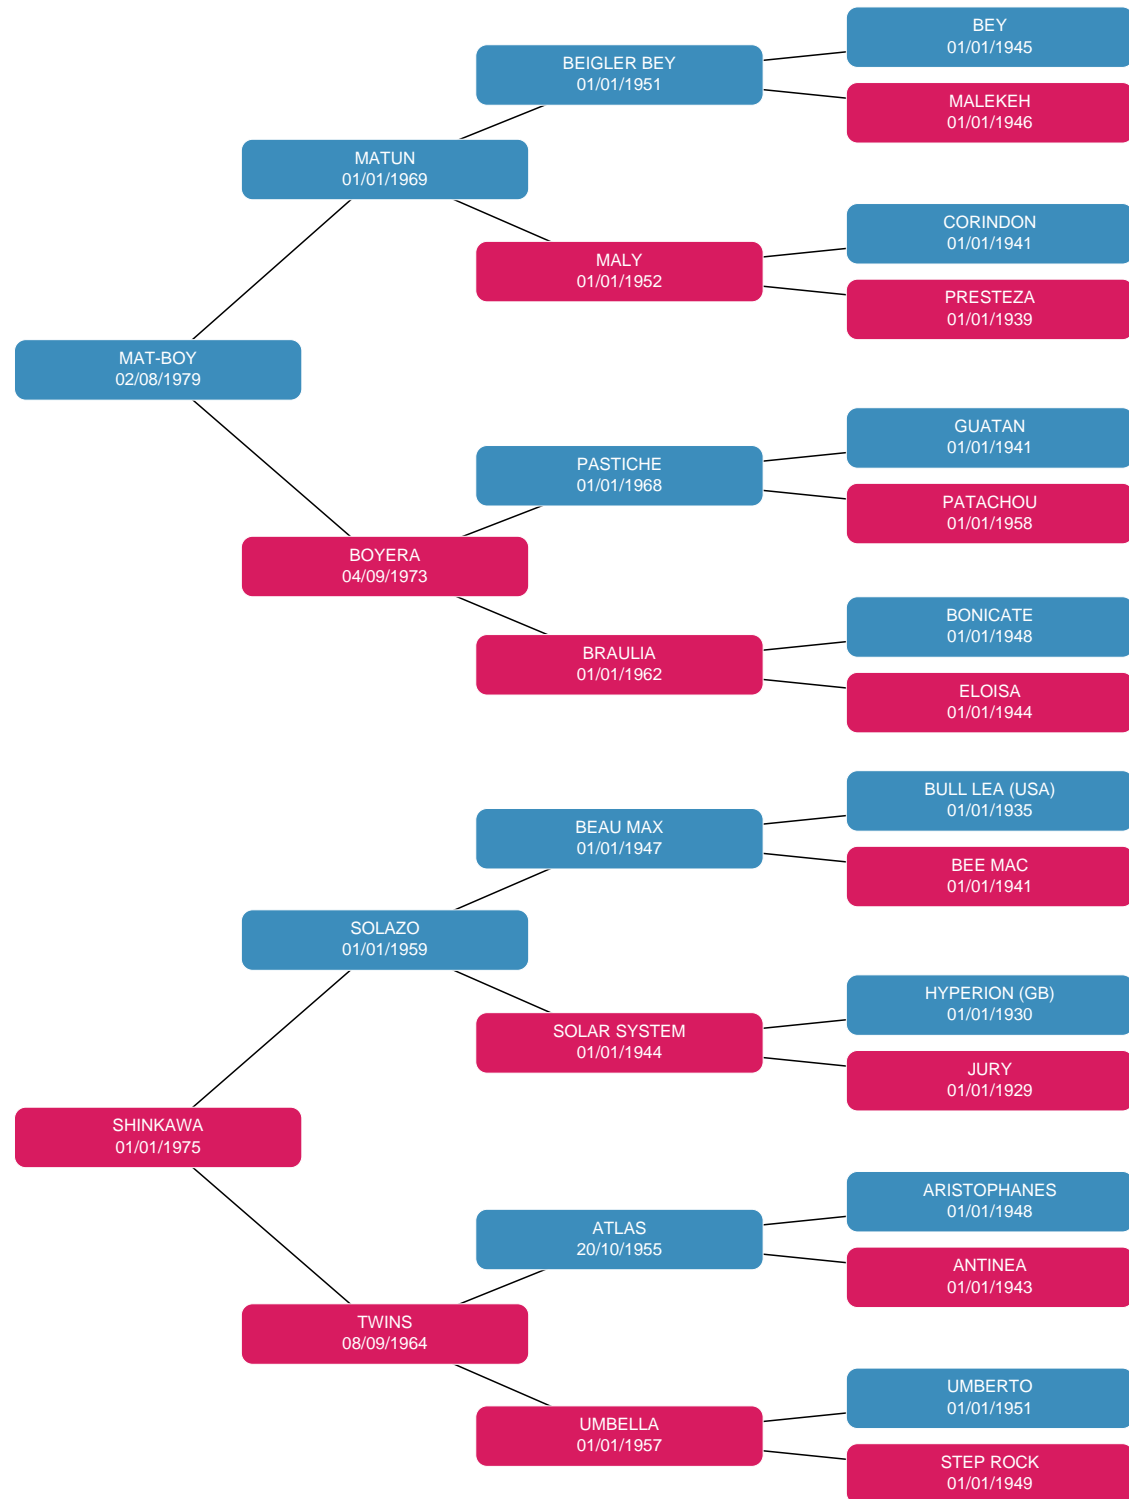 BEY
01/01/1945
BEIGLER BEY
01/01/1951
MALEKEH
01/01/1946
MATUN
01/01/1969
CORINDON
01/01/1941
MALY
01/01/1952
PRESTEZA
01/01/1939
MAT-BOY
02/08/1979
GUATAN
01/01/1941
PASTICHE
01/01/1968
PATACHOU
01/01/1958
BOYERA
04/09/1973
BONICATE
01/01/1948
BRAULIA
01/01/1962
ELOISA
01/01/1944
BULL LEA (USA)
01/01/1935
BEAU MAX
01/01/1947
BEE MAC
01/01/1941
SOLAZO
01/01/1959
HYPERION (GB)
01/01/1930
SOLAR SYSTEM
01/01/1944
JURY
01/01/1929
SHINKAWA
01/01/1975
ARISTOPHANES
01/01/1948
ATLAS
20/10/1955
ANTINEA
01/01/1943
TWINS
08/09/1964
UMBERTO
01/01/1951
UMBELLA
01/01/1957
STEP ROCK
01/01/1949